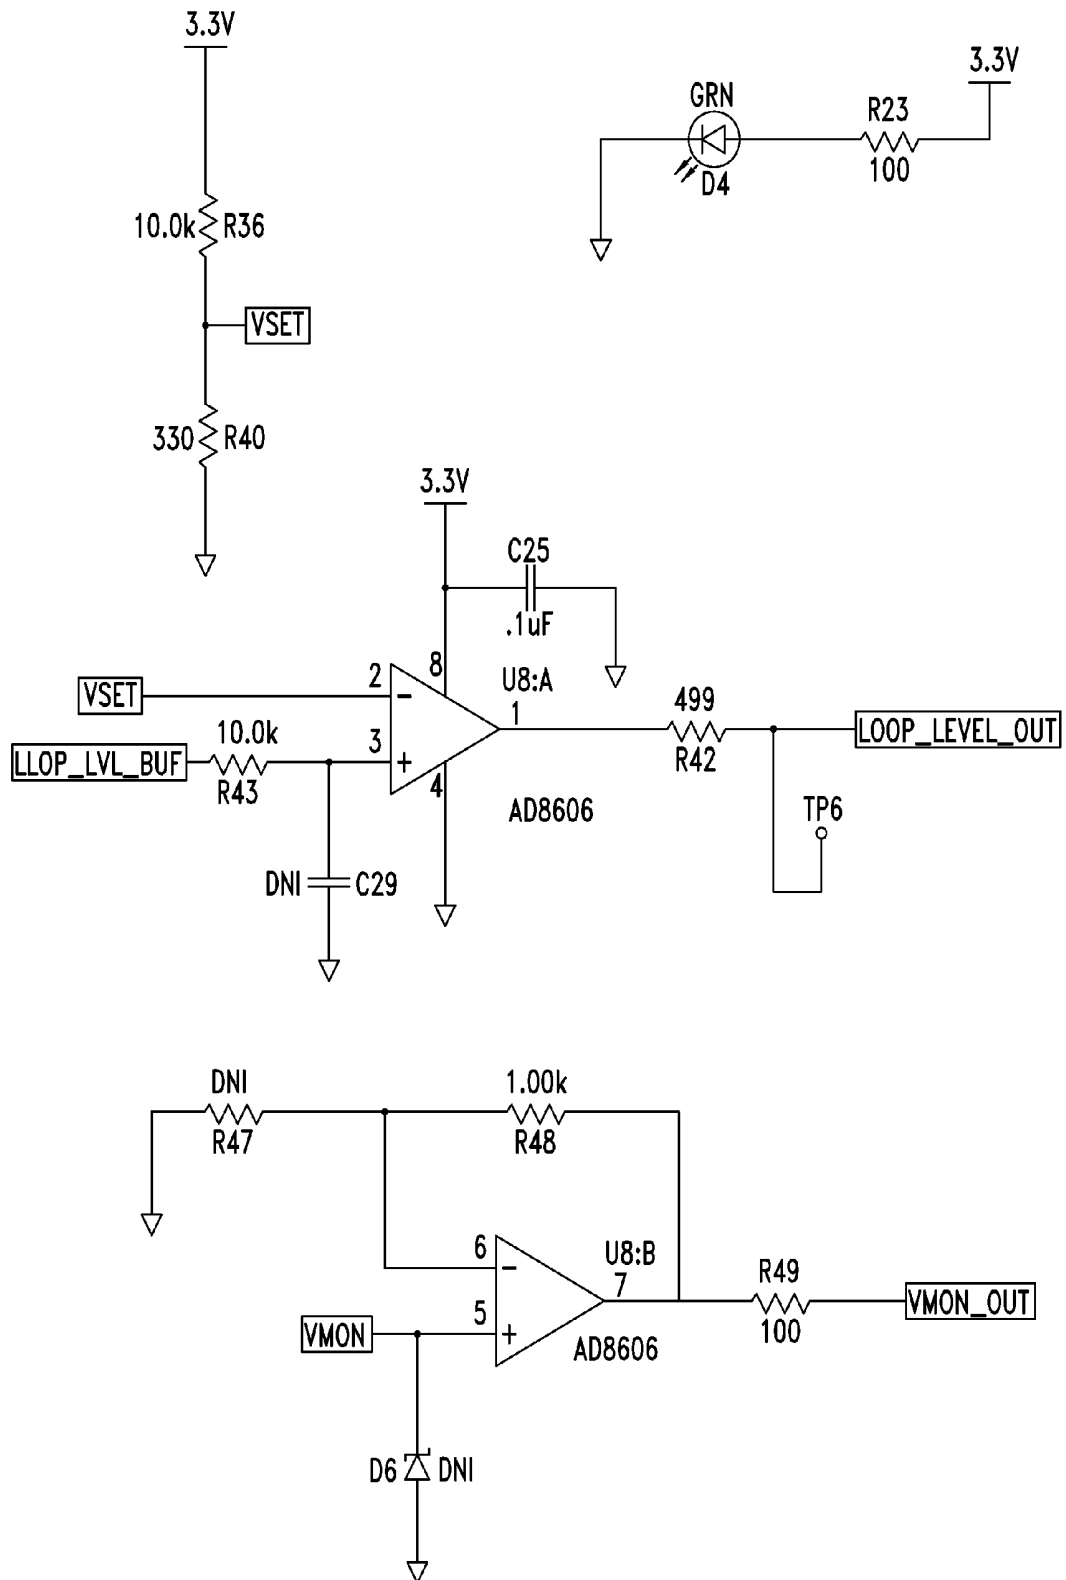 3.3V
10.0k R36
VSET
330 R40
3.3V
GRN
R23
100
D4
3.3V
C25
.1uF
8
U8:A
VSET
2
1
LLOP_LVL_BUF
10.0k
R43
3
4
AD8606
499
R42
LOOP_LEVEL_OUT
TP6
DNI C29
DNI
R47
1.00k
R48
6
U8:B
7
5
VMON
AD8606
R49
100
VMON_OUT
D6 DNI